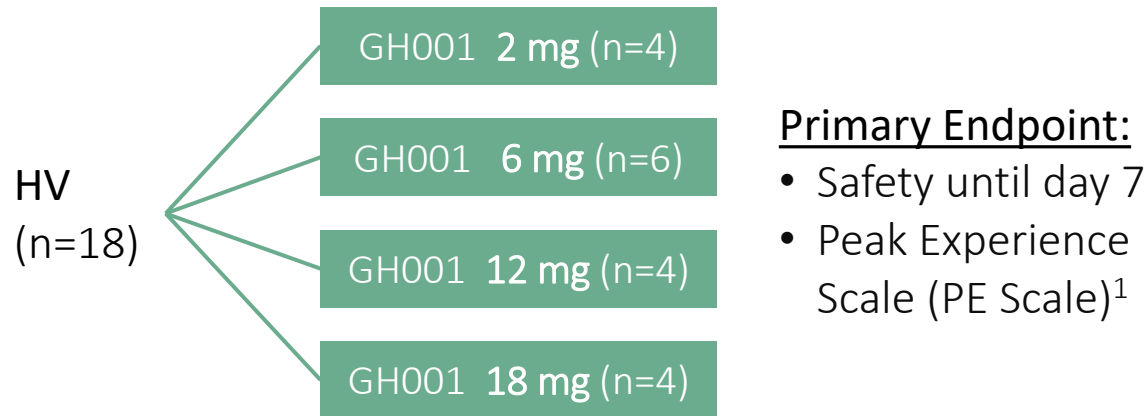 HV
(n=18)
GH001 2 mg (n=4)
GH001 6 mg (n=6)
GH001 12 mg (n=4)
GH001 18 mg (n=4)
Primary Endpoint:
• Safety until day 7
• Peak Experience
Scale (PE Scale)¹